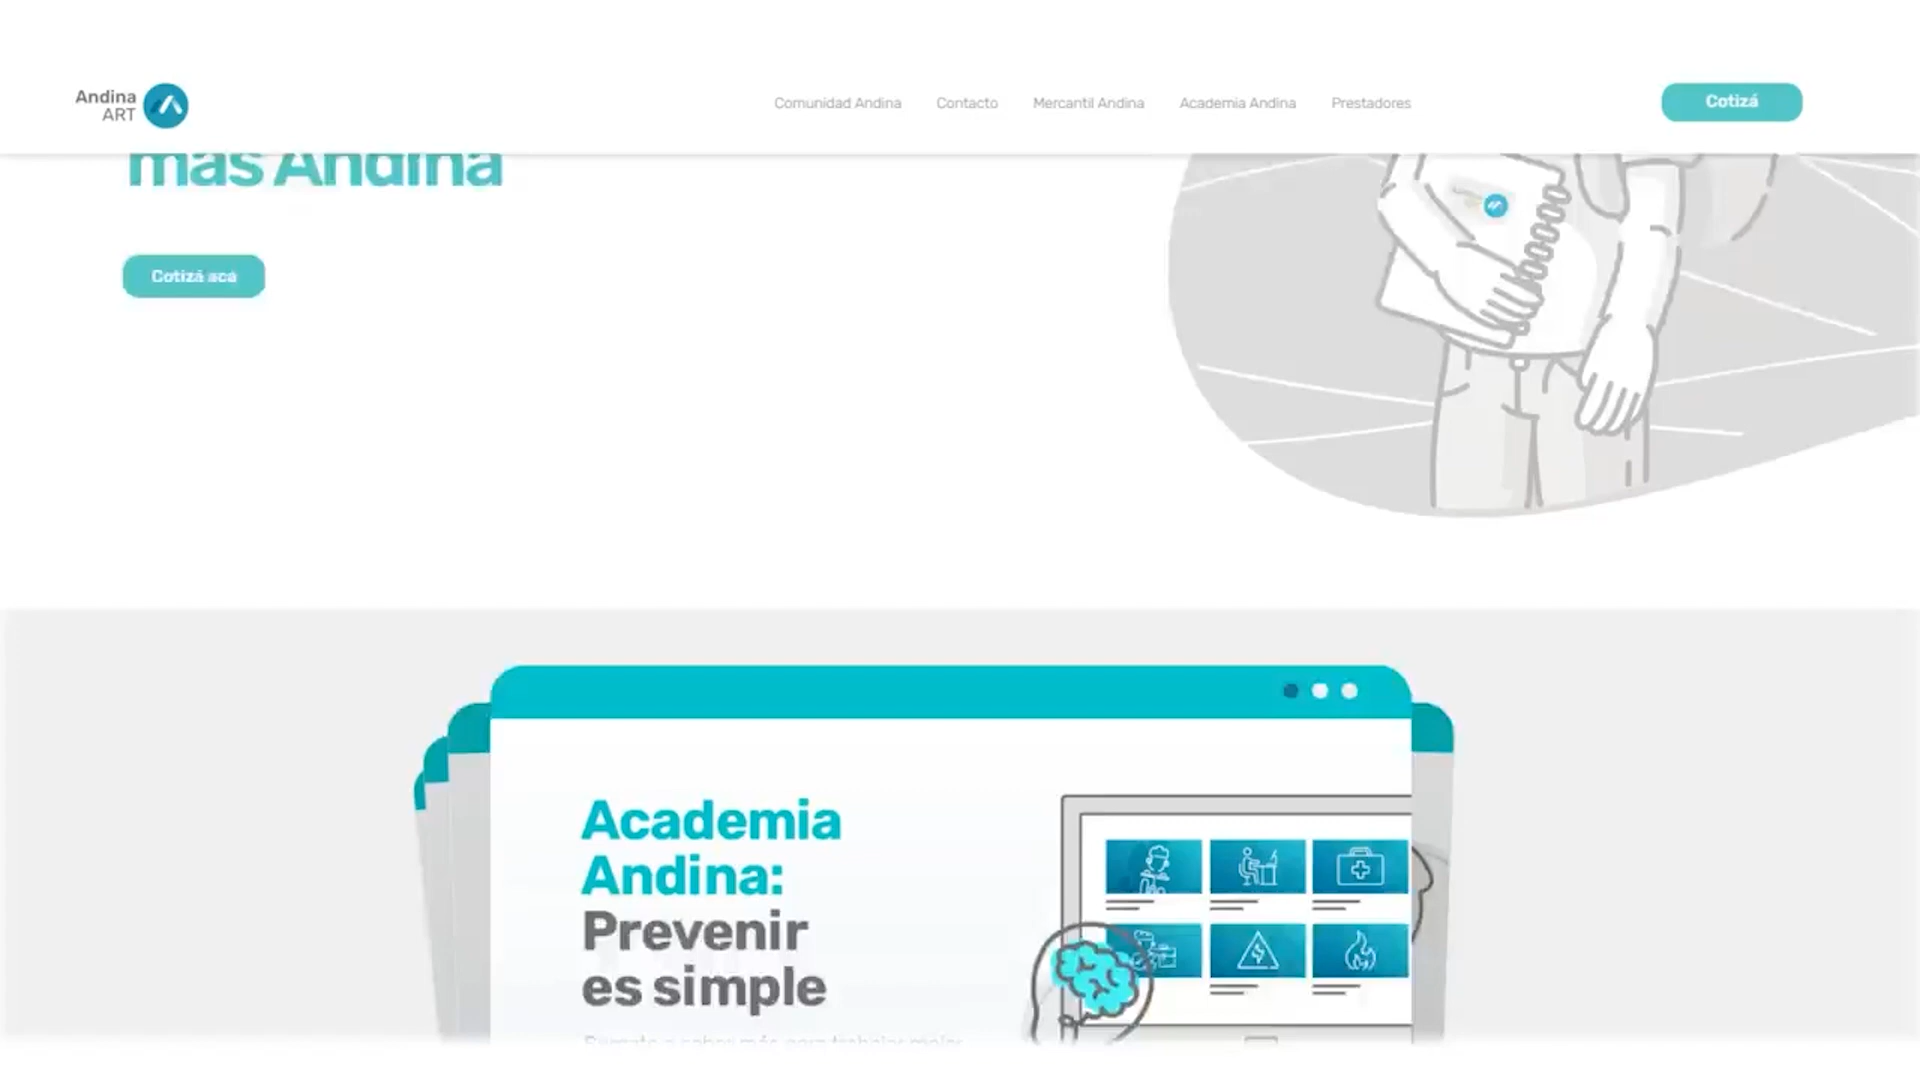 Andina
ART
Comunidad Andina
Contacto
Mercantil Andina
Academia Andina
Prestadores
Cotizá
más Andina
Cotizá acá
Academia
Andina:
Prevenir
es simple